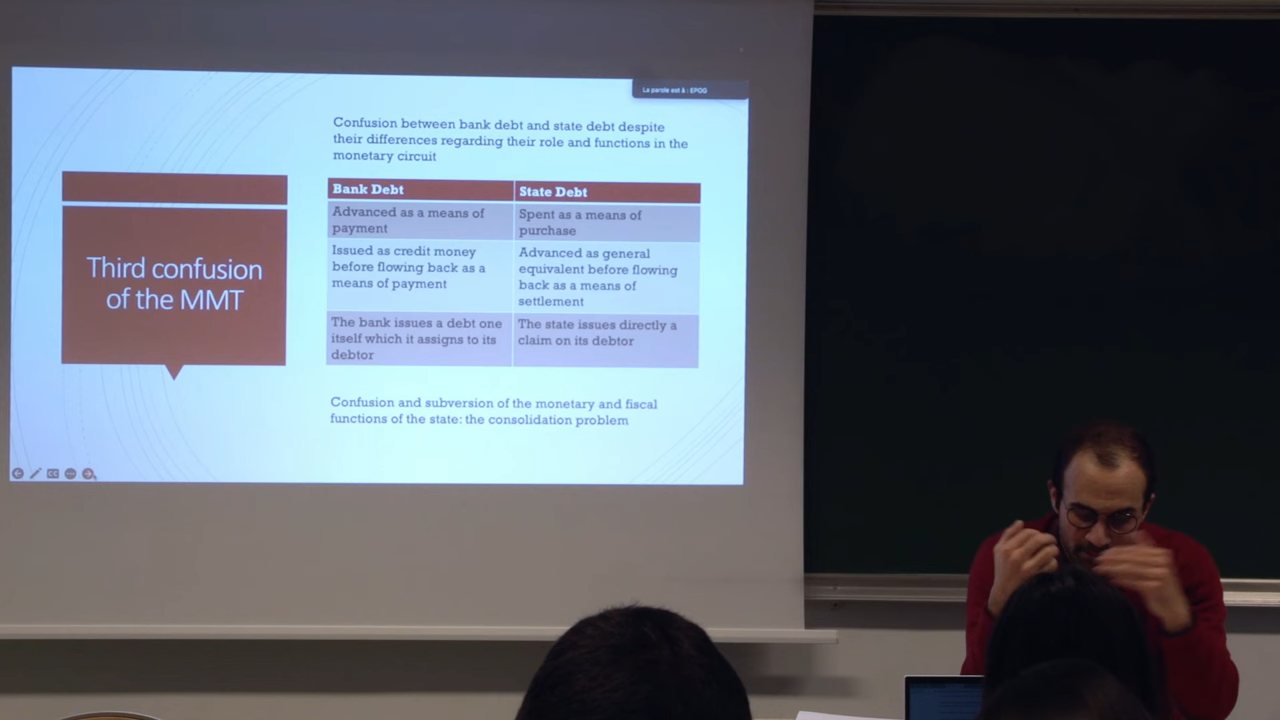 La parole est à : EPOG
Confusion between bank debt and state debt despite
their differences regarding their role and functions in the
monetary circuit
Third confusion
of the MMT
Bank Debt
State Debt
Advanced as a means of
payment
Spent as a means of
purchase
Issued as credit money
before flowing back as a
means of payment
Advanced as general
equivalent before flowing
back as a means of
settlement
The bank issues a debt one
itself which it assigns to its
debtor
The state issues directly a
claim on its debtor
Confusion and subversion of the monetary and fiscal
functions of the state: the consolidation problem
CC